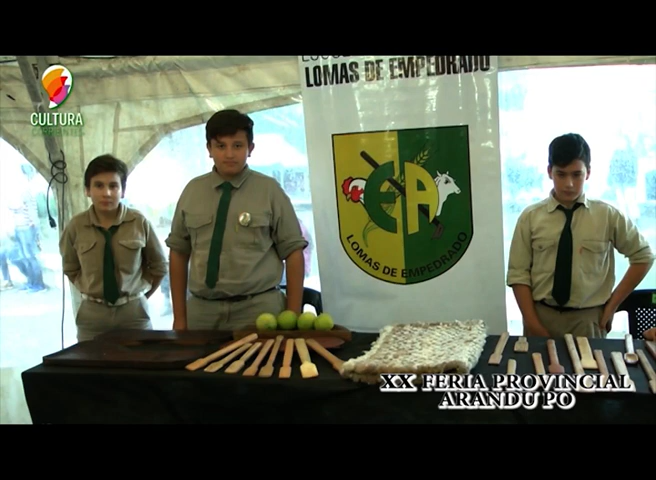 CULTURA
CORRIENTES
LOMAS DE EMPEDRADO
EA
LOMAS DE EMPEDRADO
XX FERIA PROVINCIAL
ARANDU PO